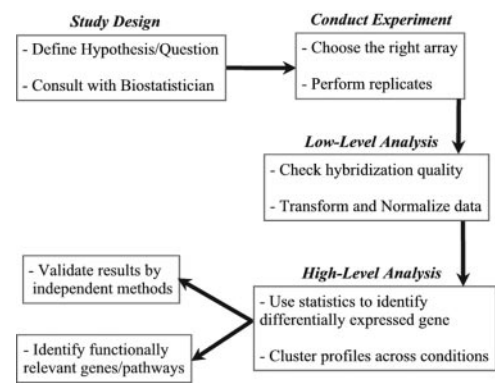 Study Design
- Define Hypothesis/Question
- Consult with Biostatistician
Conduct Experiment
- Choose the right array
- Perform replicates
Low-Level Analysis
- Check hybridization quality
- Transform and Normalize data
High-Level Analysis
- Use statistics to identify
differentially expressed gene
- Cluster profiles across conditions
- Validate results by
independent methods
- Identify functionally
relevant genes/pathways